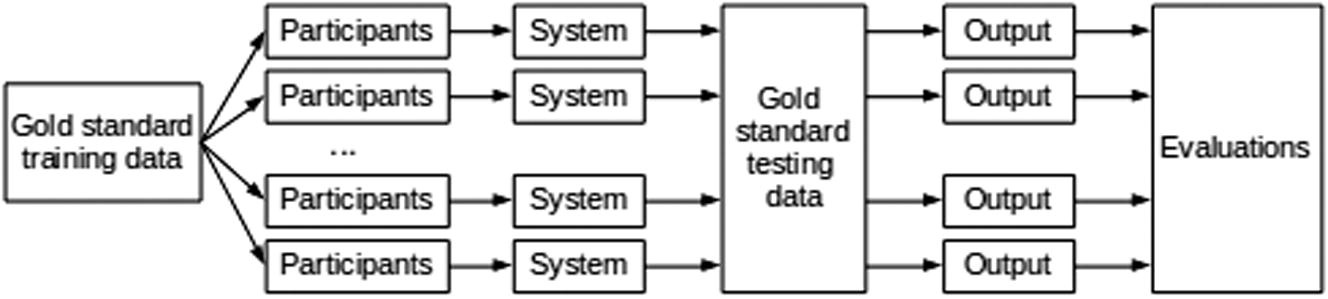 Gold standard
training data
Participants
System
Participants
System
...
Participants
System
Participants
System
Gold
standard
testing
data
Output
Output
Output
Output
Evaluations